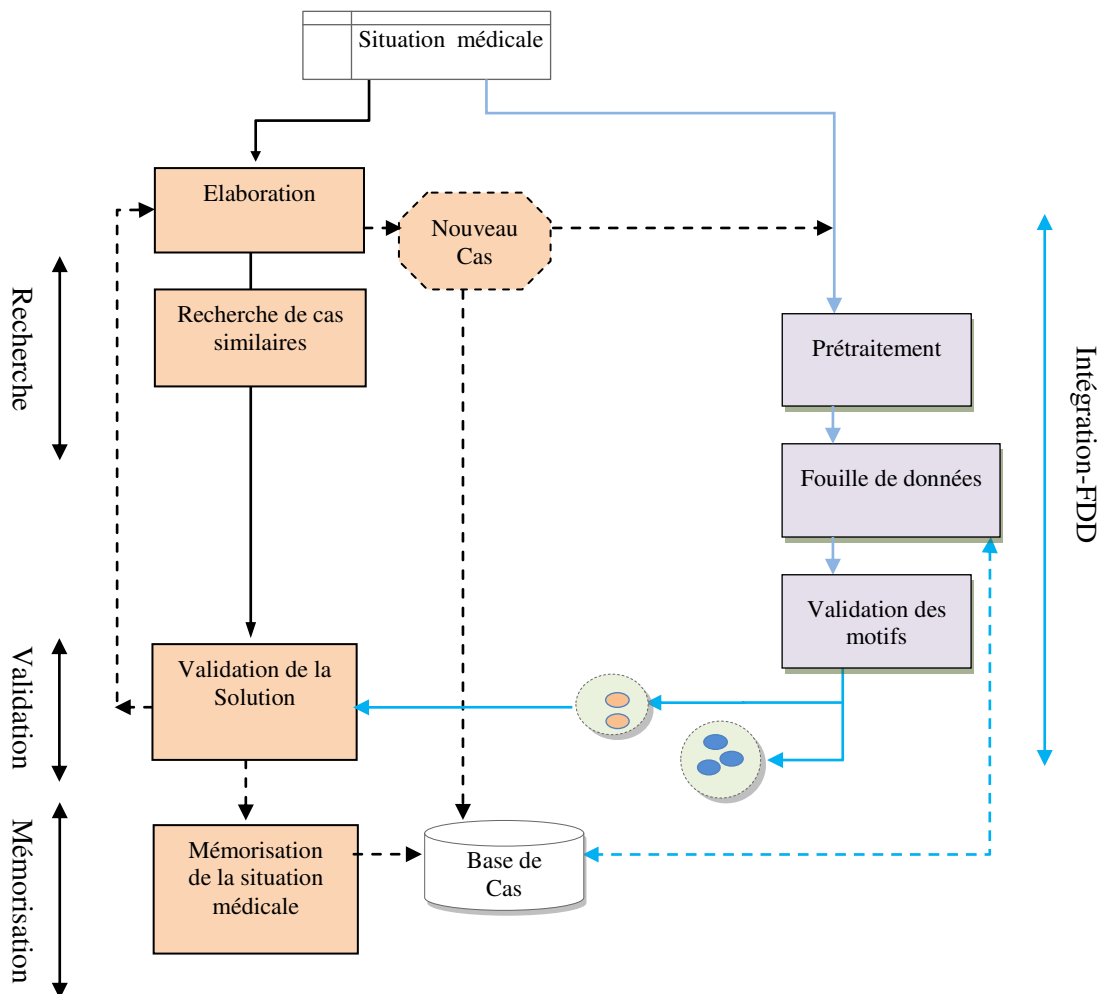 Situation médicale
Elaboration
Nouveau
Cas
Recherche de cas
similaires
Recherche
Prétraitement
Intégration-FDD
Fouille de données
Validation des
motifs
Validation
Validation de la
Solution
Mémorisation
Mémorisation
de la situation
médicale
Base de
Cas